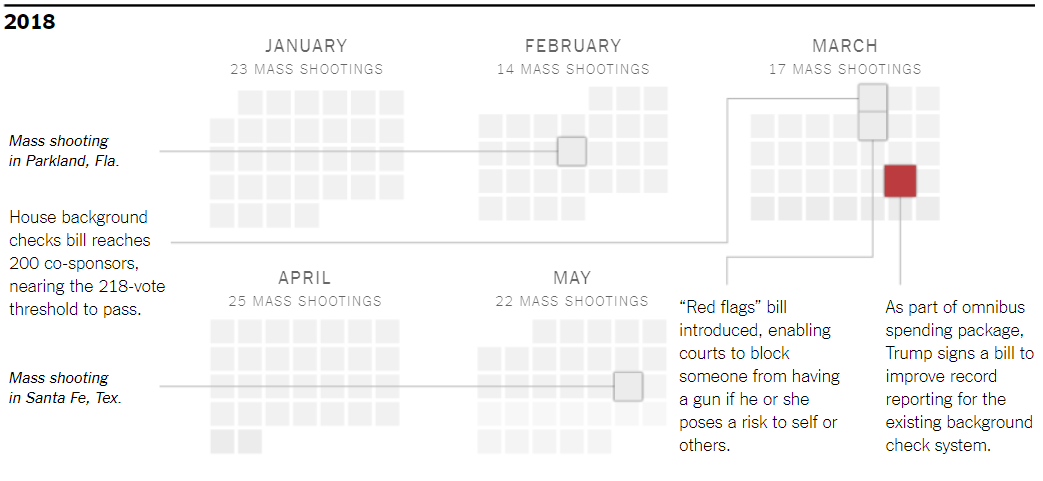 2018
JANUARY
23 MASS SHOOTINGS
FEBRUARY
14 MASS SHOOTINGS
MARCH
17 MASS SHOOTINGS
Mass shooting
in Parkland, Fla.
House background
checks bill reaches
200 co-sponsors,
nearing the 218-vote
threshold to pass.
APRIL
25 MASS SHOOTINGS
MAY
22 MASS SHOOTINGS
Mass shooting
in Santa Fe, Tex.
“Red flags” bill
introduced, enabling
courts to block
someone from having
a gun if he or she
poses a risk to self or
others.
As part of omnibus
spending package,
Trump signs a bill to
improve record
reporting for the
existing background
check system.